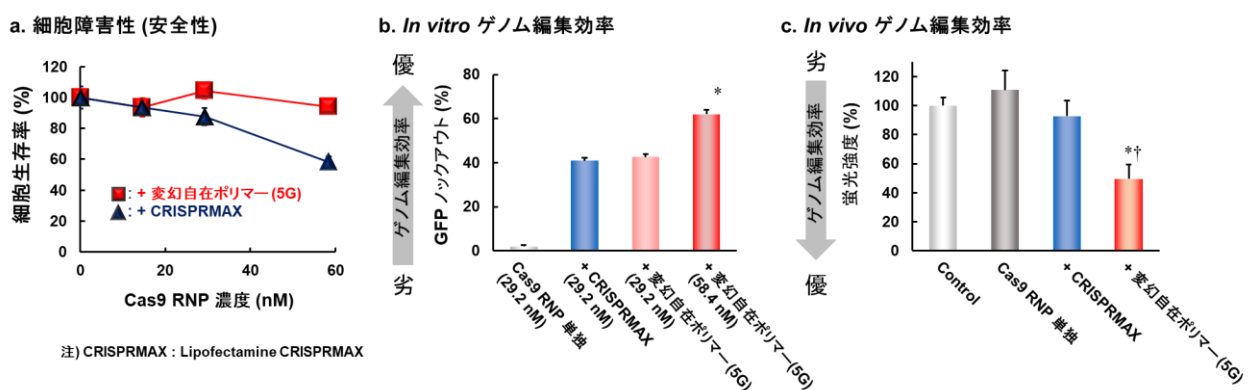 a. 細胞障害性 (安全性)
細胞生存率 (%)
120
100
80
60
40
20
0
: + 変幻自在ポリマー (5G)
: + CRISPRMAX
0
20
40
60
Cas9 RNP 濃度 (nM)
注) CRISPRMAX : Lipofectamine CRISPRMAX
b. In vitro ゲノム編集効率
優
ゲノム編集効率
劣
GFP ノックアウト (%)
80
60
40
20
0
*
Cas9 RNP 単独
(29.2 nM)
+ CRISPRMAX
(29.2 nM)
+ 変幻自在ポリマー (5G)
(29.2 nM)
+ 変幻自在ポリマー (5G)
(58.4 nM)
c. In vivo ゲノム編集効率
劣
ゲノム編集効率
優
蛍光強度 (%)
120
100
80
60
40
20
0
*†
Control
Cas9 RNP 単独
+ CRISPRMAX
+ 変幻自在ポリマー (5G)